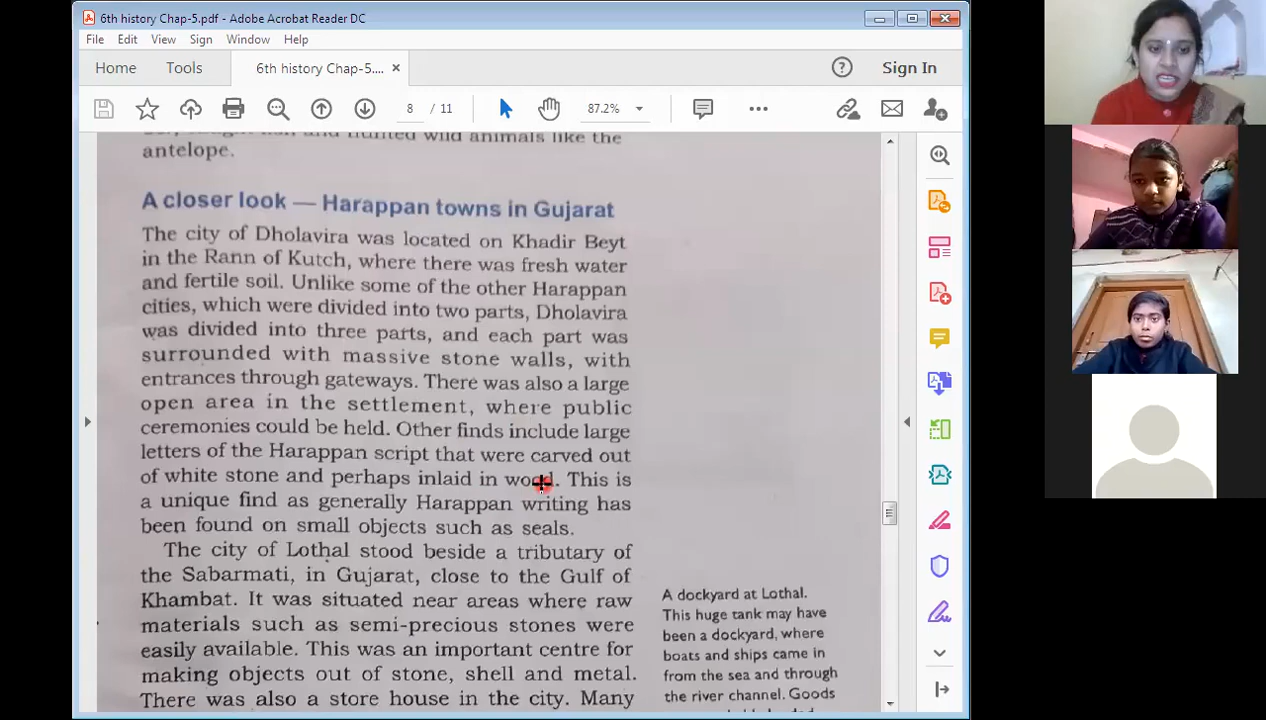 6th history Chap-5.pdf - Adobe Acrobat Reader DC
File Edit View Sign Window Help
Home Tools 6th history Chap-5.... × Sign In
8 / 11 87.2%
fish and hunted wild animals like the
antelope.
A closer look — Harappan towns in Gujarat
The city of Dholavira was located on Khadir Beyt
in the Rann of Kutch, where there was fresh water
and fertile soil. Unlike some of the other Harappan
cities, which were divided into two parts, Dholavira
was divided into three parts, and each part was
surrounded with massive stone walls, with
entrances through gateways. There was also a large
open area in the settlement, where public
ceremonies could be held. Other finds include large
letters of the Harappan script that were carved out
of white stone and perhaps inlaid in wood. This is
a unique find as generally Harappan writing has
been found on small objects such as seals.
The city of Lothal stood beside a tributary of
the Sabarmati, in Gujarat, close to the Gulf of
Khambat. It was situated near areas where raw
materials such as semi-precious stones were
easily available. This was an important centre for
making objects out of stone, shell and metal.
There was also a store house in the city. Many
A dockyard at Lothal.
This huge tank may have
been a dockyard, where
boats and ships came in
from the sea and through
the river channel. Goods